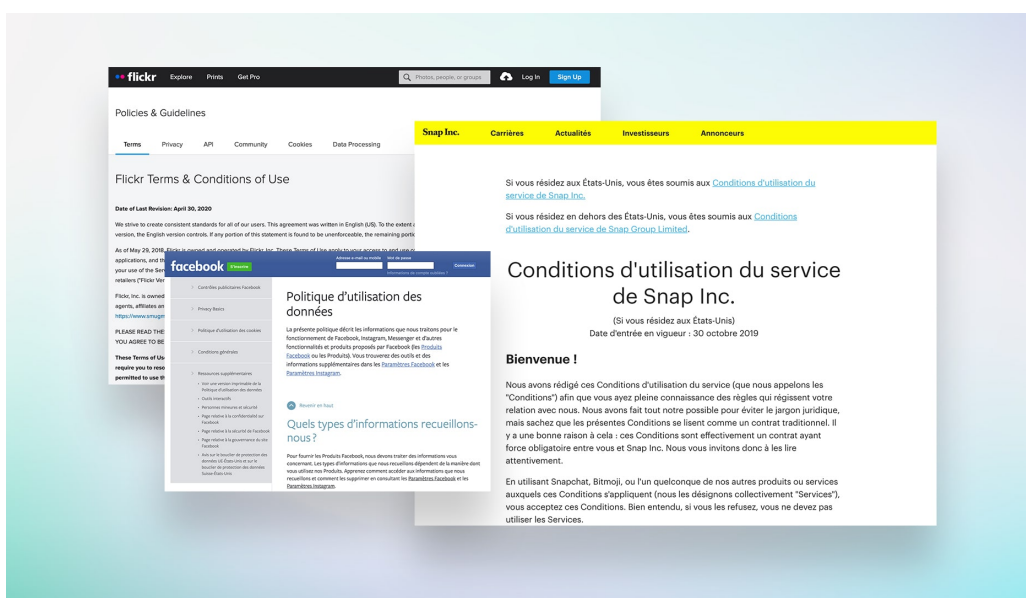 flickr Explore Prints Get Pro Photos, people, or groups Log In Sign Up
Policies & Guidelines
Terms Privacy API Community Cookies Data Processing
Flickr Terms & Conditions of Use
Date of Last Revision: April 30, 2020
We strive to create consistent standards for all of our users. This agreement was written in English (US). To the extent
version, the English version controls. If any portion of this statement is found to be unenforceable, the remaining
As of May 29, 2018, Flickr is owned and operated by Flickr, Inc. These Terms of Use apply to your access to and use
applications, and
your use of the
retailers ("Flickr
Flickr, Inc. is owned
agents, affiliates
PLEASE READ
YOU AGREE TO BE
These Terms of
require you to
permitted to use
facebook S'inscrire
Adresse e-mail ou mobile Mot de passe
Connexion
Informations de compte oubliées ?
Contrôles publicitaires Facebook
Privacy Basics
Politique d'utilisation des cookies
Conditions générales
Ressources supplémentaires
Voir une version imprimable de la
Politique d'utilisation des données
Outils interactifs
Personnes mineures et sécurité
Page relative à la confidentialité sur
Facebook
Page relative à la sécurité de Facebook
Page relative à la gouvernance du site
Facebook
Avis sur le bouclier de protection des
données UE-États-Unis et sur le
bouclier de protection des données
Suisse-États-Unis
Politique d'utilisation des
données
La présente politique décrit les informations que nous traitons pour le
fonctionnement de Facebook, Instagram, Messenger et d'autres
fonctionnalités et produits proposés par Facebook (les Produits
Facebook ou les Produits). Vous trouverez des outils et des
informations supplémentaires dans les Paramètres Facebook et les
Paramètres Instagram.
Revenir en haut
Quels types d'informations recueillons-
nous ?
Pour fournir les Produits Facebook, nous devons traiter des informations vous
concernant. Les types d'informations que nous recueillons dépendent de la manière dont
vous utilisez nos Produits. Apprenez comment accéder aux informations que nous
recueillons et comment les supprimer en consultant les Paramètres Facebook et les
Paramètres Instagram.
Snap Inc. Carrières Actualités Investisseurs Annonceurs
Si vous résidez aux États-Unis, vous êtes soumis aux Conditions d'utilisation du
service de Snap Inc.
Si vous résidez en dehors des États-Unis, vous êtes soumis aux Conditions
d'utilisation du service de Snap Group Limited.
Conditions d'utilisation du service
de Snap Inc.
(Si vous résidez aux États-Unis)
Date d'entrée en vigueur : 30 octobre 2019
Bienvenue !
Nous avons rédigé ces Conditions d'utilisation du service (que nous appelons les
"Conditions") afin que vous ayez pleine connaissance des règles qui régissent votre
relation avec nous. Nous avons fait tout notre possible pour éviter le jargon juridique,
mais sachez que les présentes Conditions se lisent comme un contrat traditionnel. Il
y a une bonne raison à cela : ces Conditions sont effectivement un contrat ayant
force obligatoire entre vous et Snap Inc. Nous vous invitons donc à les lire
attentivement.
En utilisant Snapchat, Bitmoji, ou l'un quelconque de nos autres produits ou services
auxquels ces Conditions s'appliquent (nous les désignons collectivement "Services"),
vous acceptez ces Conditions. Bien entendu, si vous les refusez, vous ne devez pas
utiliser les Services.